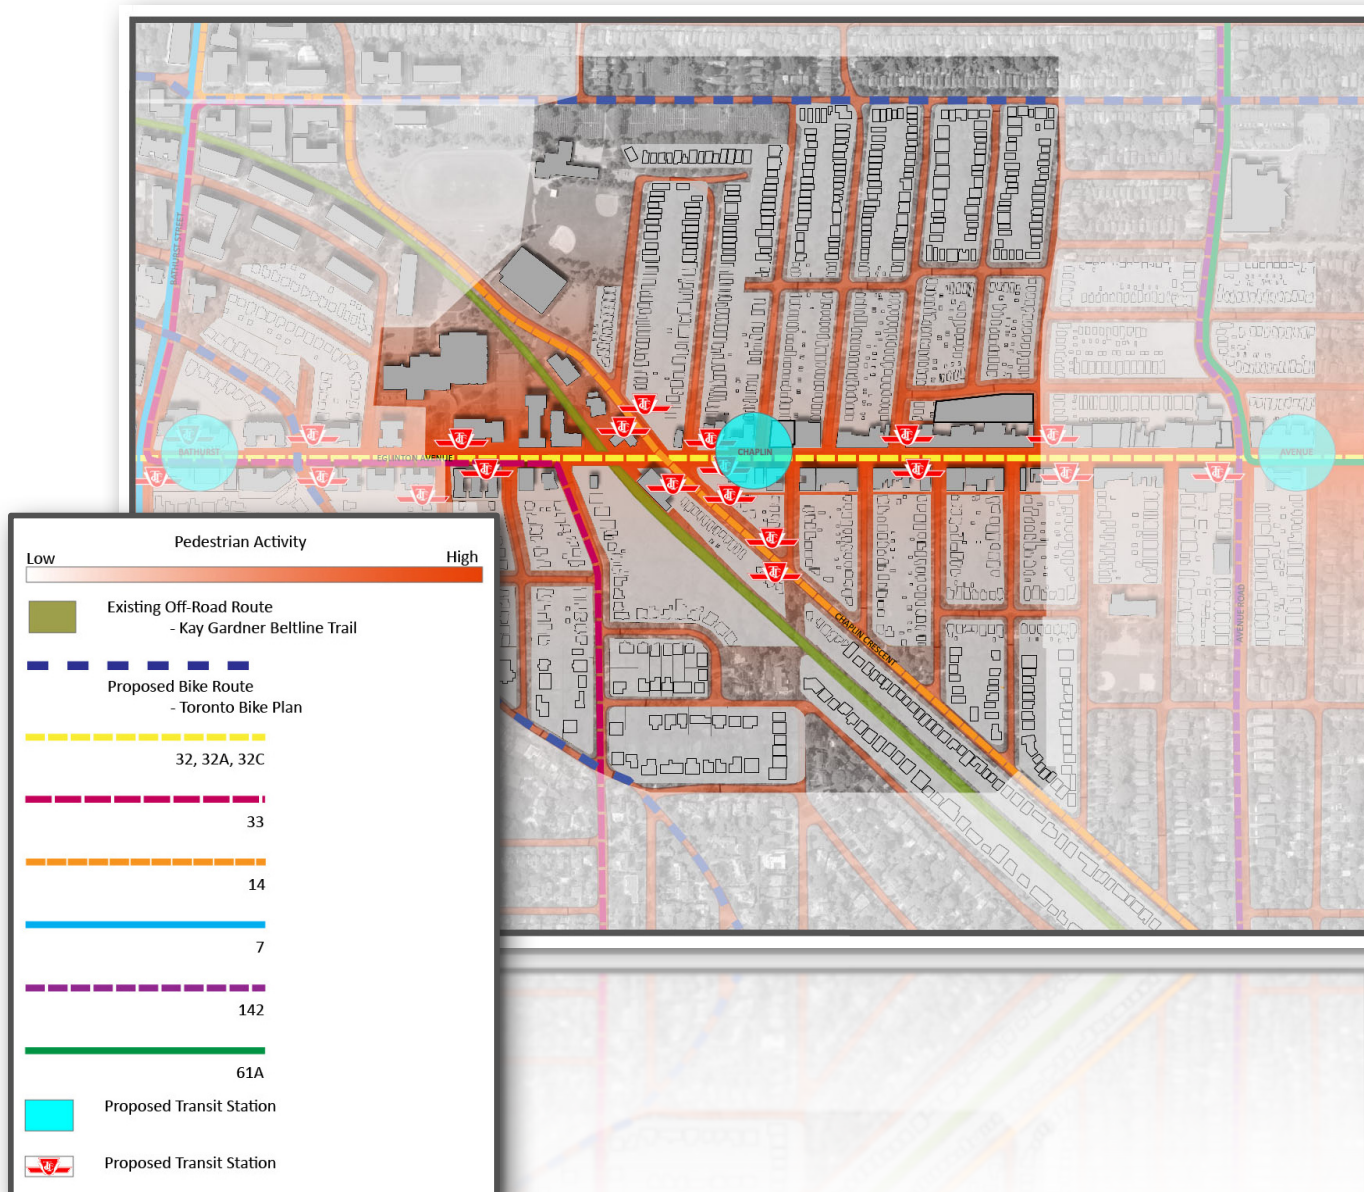 BATHURST STREET
BATHURST
EGLINTON AVENUE
CHAPLIN
AVENUE
CHAPLIN CRESCENT
AVENUE ROAD
Pedestrian Activity
Low
High
Existing Off-Road Route
- Kay Gardner Beltline Trail
Proposed Bike Route
- Toronto Bike Plan
32, 32A, 32C
33
14
7
142
61A
Proposed Transit Station
Proposed Transit Station